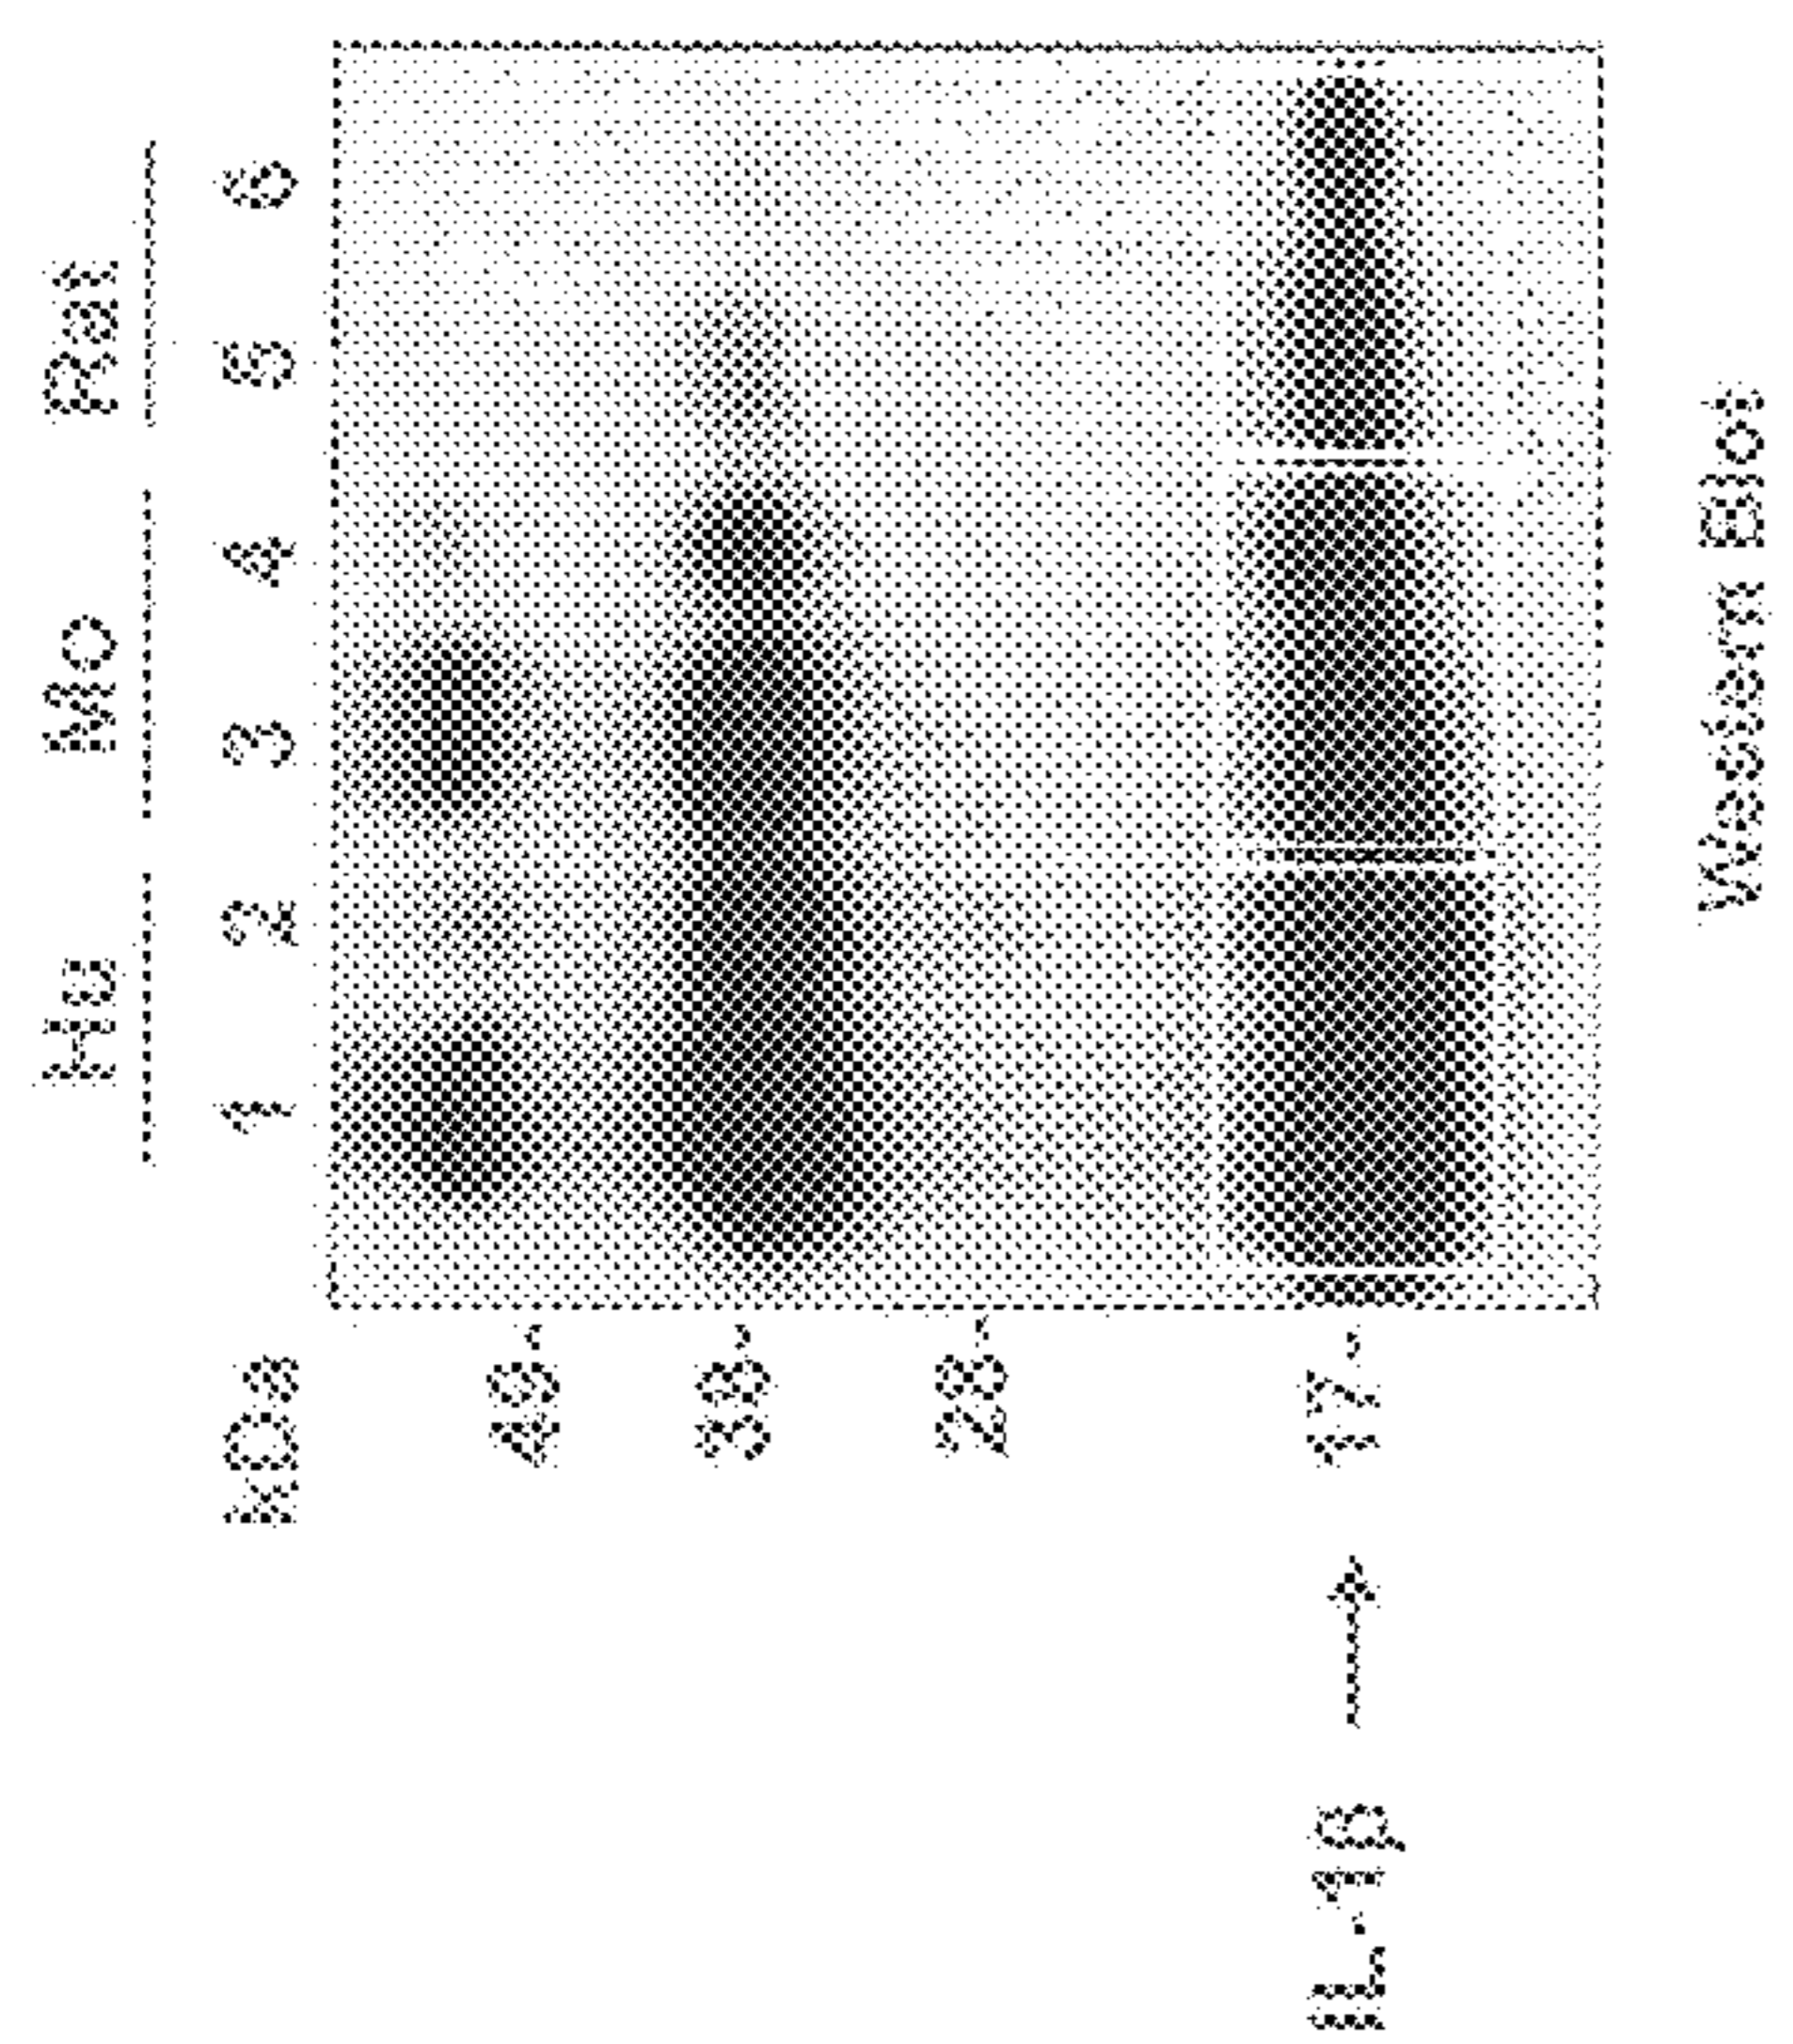 Hu Mo Rat
kDa 1 2 3 4 5 6
49-
38-
28-
IL-1β → 17-
Western Blot